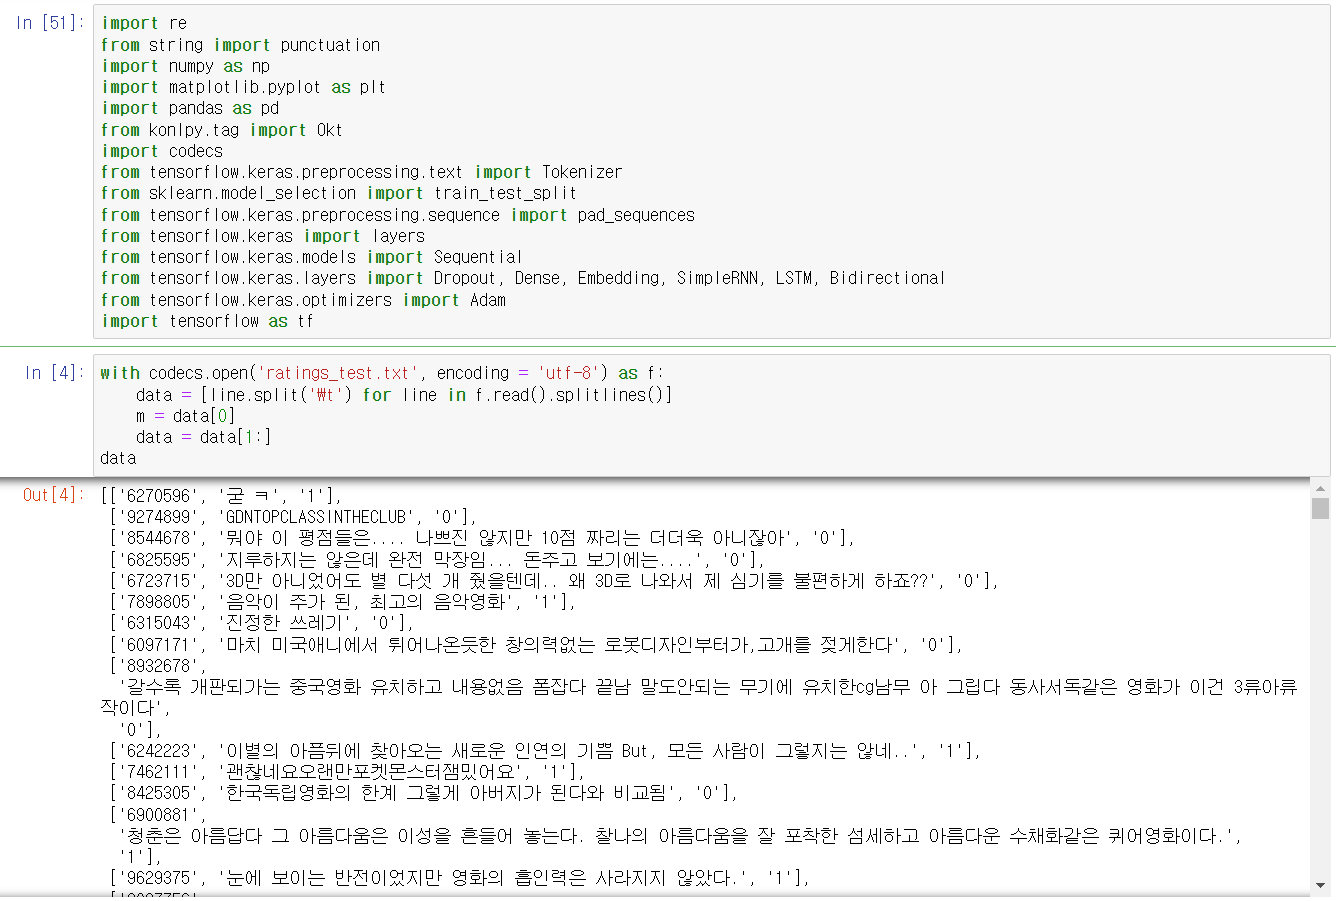 In [51]:
import re
from string import punctuation
import numpy as np
import matplotlib.pyplot as plt
import pandas as pd
from konlpy.tag import Okt
import codecs
from tensorflow.keras.preprocessing.text import Tokenizer
from sklearn.model_selection import train_test_split
from tensorflow.keras.preprocessing.sequence import pad_sequences
from tensorflow.keras import layers
from tensorflow.keras.models import Sequential
from tensorflow.keras.layers import Dropout, Dense, Embedding, SimpleRNN, LSTM, Bidirectional
from tensorflow.keras.optimizers import Adam
import tensorflow as tf
In [4]:
with codecs.open('ratings_test.txt', encoding = 'utf-8') as f:
    data = [line.split('₩t') for line in f.read().splitlines()]
    m = data[0]
    data = data[1:]
data
Out[4]:
[['6270596', '굳 ㅋ', '1'],
 ['9274899', 'GDNTOPCLASSINTHECLUB', '0'],
 ['8544678', '뭐야 이 평점들은.... 나쁘진 않지만 10점 짜리는 더더욱 아니잖아', '0'],
 ['6825595', '지루하지는 않은데 완전 막장임... 돈주고 보기에는....', '0'],
 ['6723715', '3D만 아니었어도 별 다섯 개 줬을텐데.. 왜 3D로 나와서 제 심기를 불편하게 하죠??', '0'],
 ['7898805', '음악이 주가 된, 최고의 음악영화', '1'],
 ['6315043', '진정한 쓰레기', '0'],
 ['6097171', '마치 미국애니에서 튀어나온듯한 창의력없는 로봇디자인부터가,고개를 젖게한다', '0'],
 ['8932678',
  '갈수록 개판되가는 중국영화 유치하고 내용없음 폼잡다 끝남 말도안되는 무기에 유치한cg남무 아 그립다 동사서독같은 영화가 이건 3류아류
작이다',
  '0'],
 ['6242223', '이별의 아픔뒤에 찾아오는 새로운 인연의 기쁨 But, 모든 사람이 그렇지는 않네..', '1'],
 ['7462111', '괜찮네요오랜만포켓몬스터잼밌어요', '1'],
 ['8425305', '한국독립영화의 한계 그렇게 아버지가 된다와 비교됨', '0'],
 ['6900881',
  '청춘은 아름답다 그 아름다움은 이성을 흔들어 놓는다. 찰나의 아름다움을 잘 포착한 섬세하고 아름다운 수채화같은 퀴어영화이다.',
  '1'],
 ['9629375', '눈에 보이는 반전이었지만 영화의 흡인력은 사라지지 않았다.', '1'],